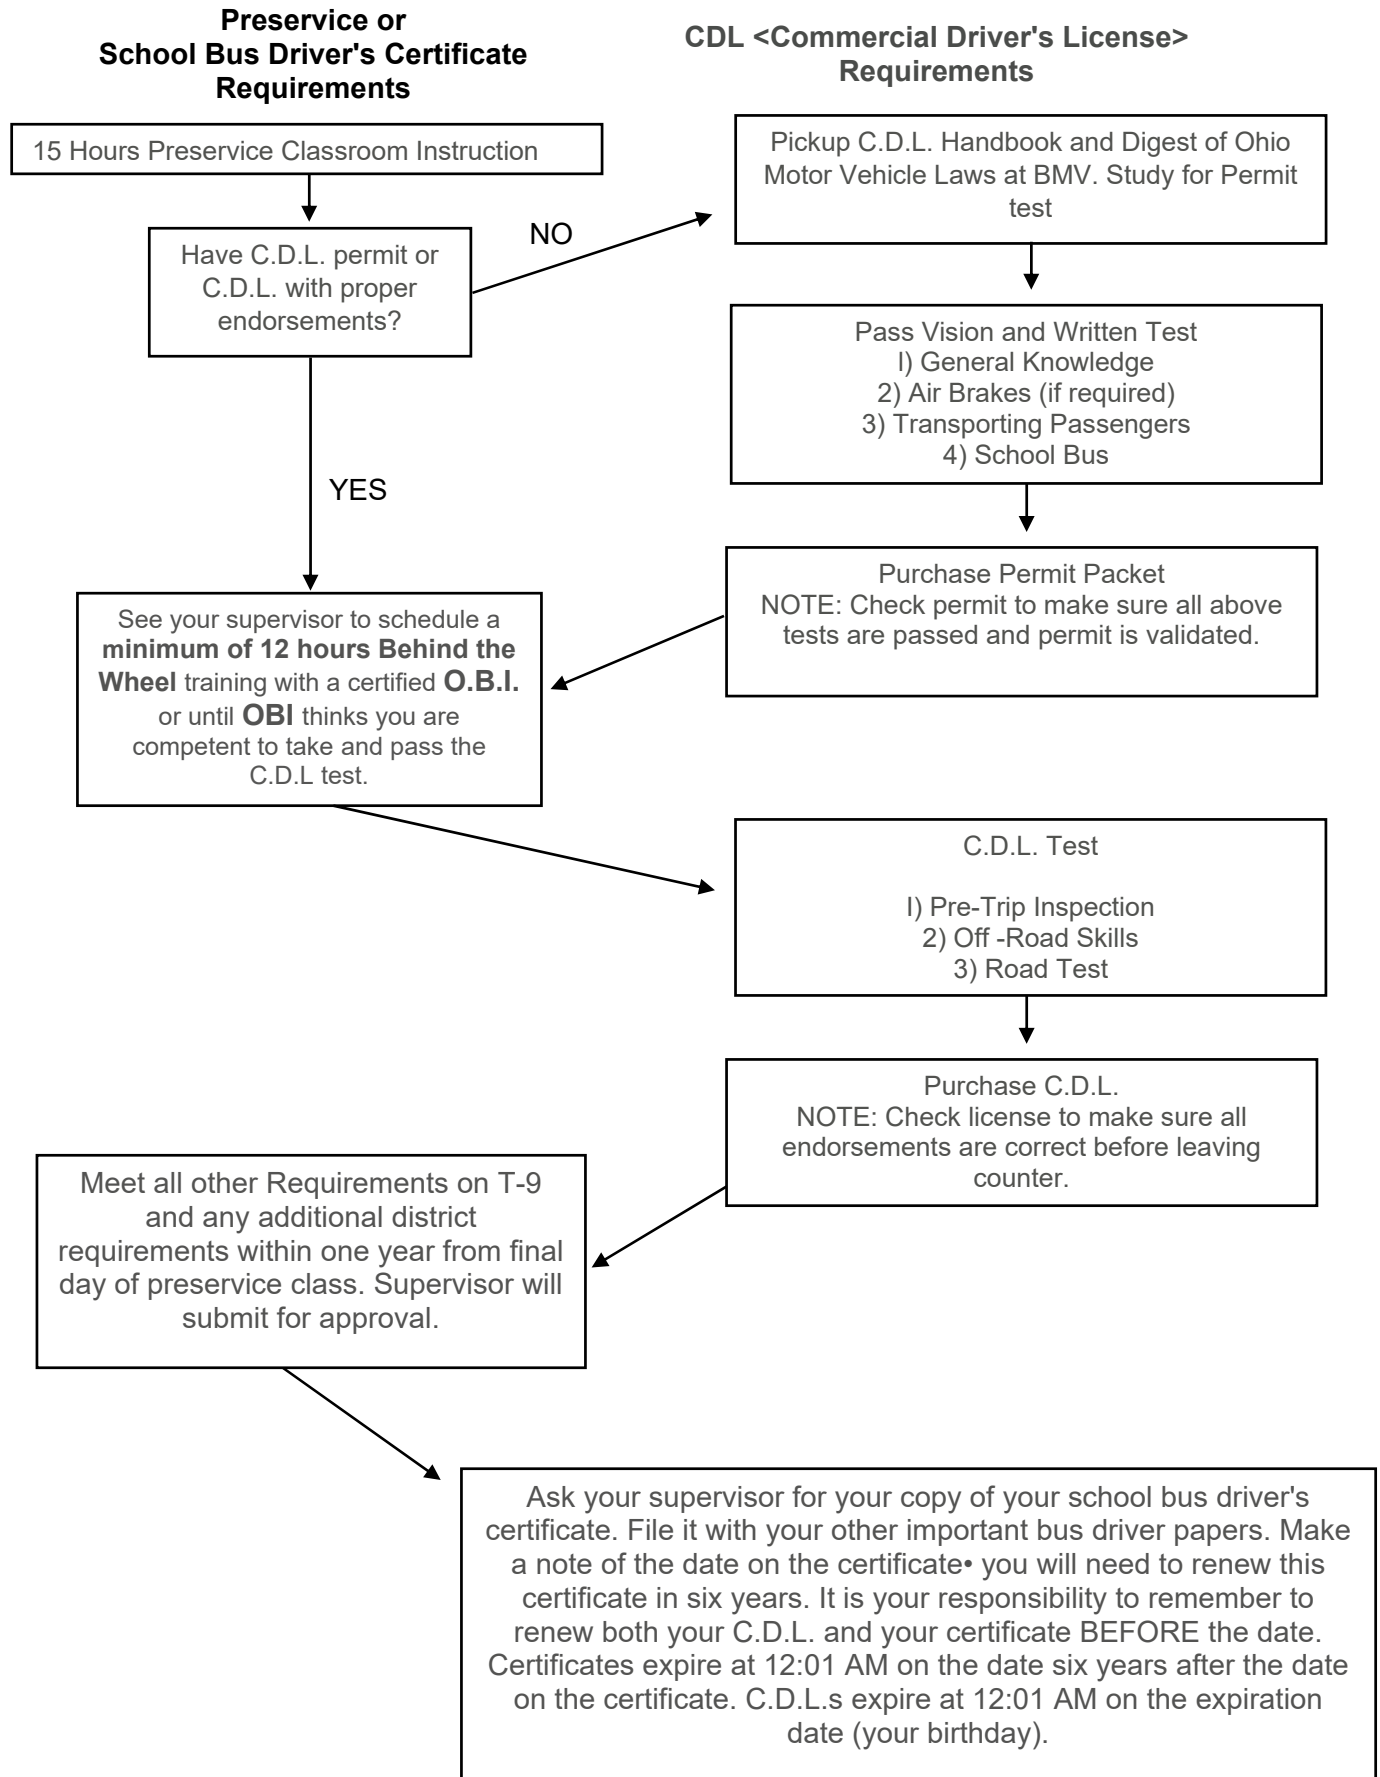 Preservice or
School Bus Driver's Certificate
Requirements
CDL <Commercial Driver's License>
Requirements
15 Hours Preservice Classroom Instruction
Have C.D.L. permit or
C.D.L. with proper
endorsements?
NO
Pickup C.D.L. Handbook and Digest of Ohio
Motor Vehicle Laws at BMV. Study for Permit
test
Pass Vision and Written Test
I) General Knowledge
2) Air Brakes (if required)
3) Transporting Passengers
4) School Bus
YES
Purchase Permit Packet
NOTE: Check permit to make sure all above
tests are passed and permit is validated.
See your supervisor to schedule a
minimum of 12 hours Behind the
Wheel training with a certified O.B.I.
or until OBI thinks you are
competent to take and pass the
C.D.L test.
C.D.L. Test
I) Pre-Trip Inspection
2) Off -Road Skills
3) Road Test
Purchase C.D.L.
NOTE: Check license to make sure all
endorsements are correct before leaving
counter.
Meet all other Requirements on T-9
and any additional district
requirements within one year from final
day of preservice class. Supervisor will
submit for approval.
Ask your supervisor for your copy of your school bus driver's
certificate. File it with your other important bus driver papers. Make
a note of the date on the certificate• you will need to renew this
certificate in six years. It is your responsibility to remember to
renew both your C.D.L. and your certificate BEFORE the date.
Certificates expire at 12:01 AM on the date six years after the date
on the certificate. C.D.L.s expire at 12:01 AM on the expiration
date (your birthday).